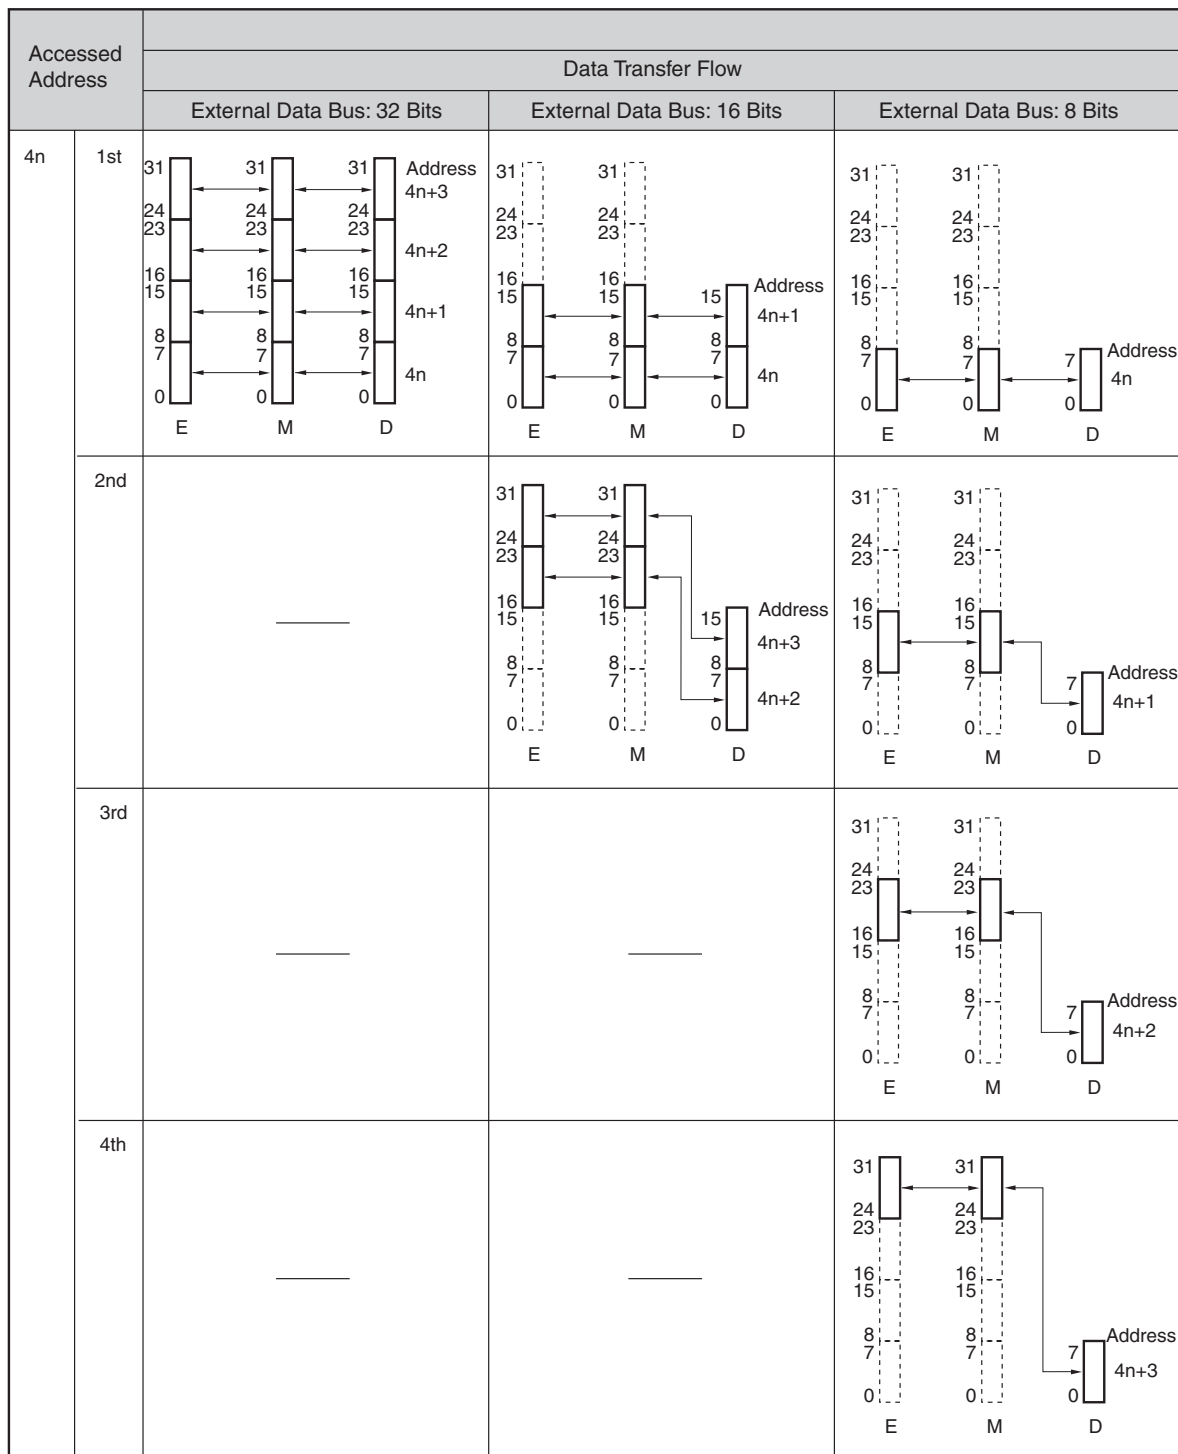 Accessed Address
Data Transfer Flow
External Data Bus: 32 Bits
External Data Bus: 16 Bits
External Data Bus: 8 Bits
4n
1st
31 31 31 Address
4n+3
24 24 24
23 23 23
4n+2
16 16 16
15 15 15
4n+1
8 8 8
7 7 7
4n
0 0 0
E M D
31 31
24 24
23 23
16 16 Address
15 15 15
4n+1
8 8 8
7 7 7
4n
0 0 0
E M D
31 31
24 24
23 23
16 16
15 15
8 8 Address
7 7 7
4n
0 0 0
E M D
2nd
31 31
24 24
23 23
16 16 Address
15 15 15
4n+3
8 8 8
7 7 7
4n+2
0 0 0
E M D
31 31
24 24
23 23
16 16
15 15
8 8 Address
7 7 7
4n+1
0 0 0
E M D
3rd
31 31
24 24
23 23
16 16
15 15
8 8 Address
7 7 7
4n+2
0 0 0
E M D
4th
31 31
24 24
23 23
16 16
15 15
8 8 Address
7 7 7
4n+3
0 0 0
E M D